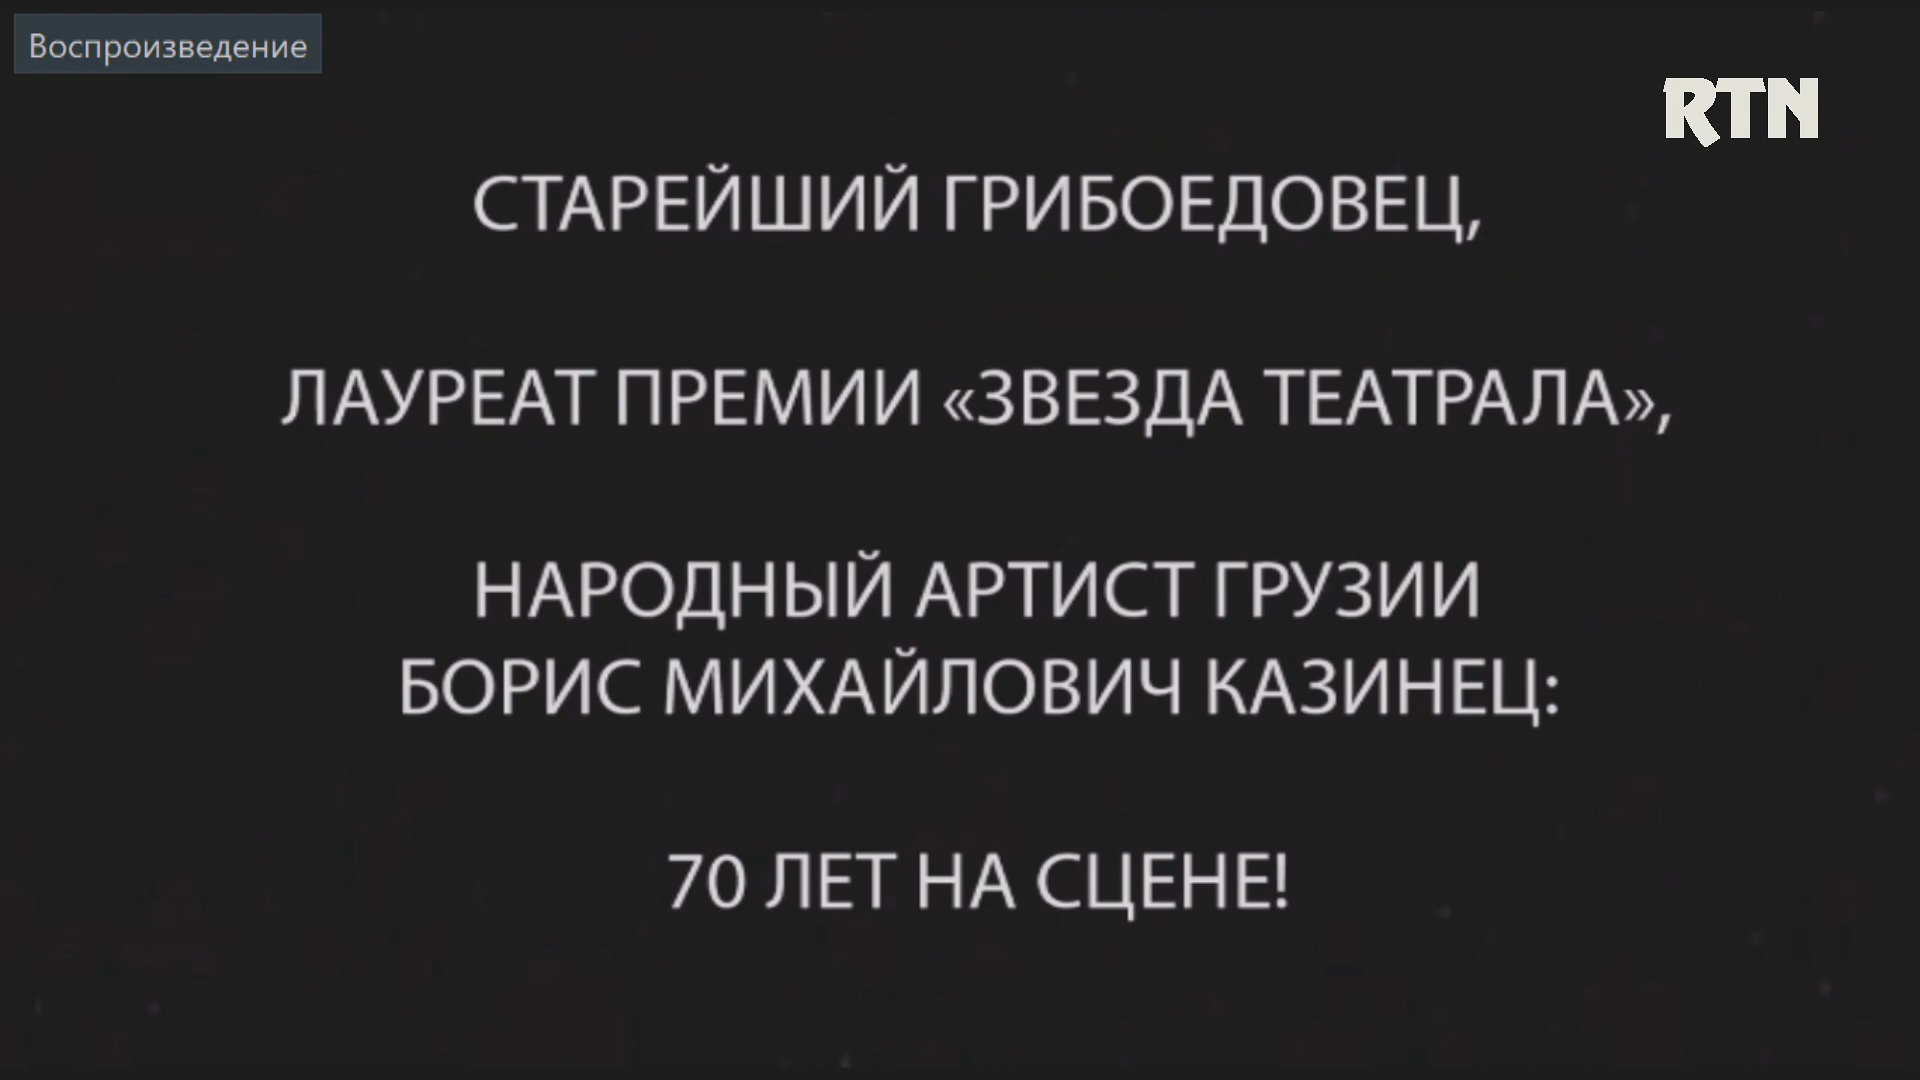 Воспроизведение
RTN
СТАРЕЙШИЙ ГРИБОЕДОВЕЦ,
ЛАУРЕАТ ПРЕМИИ «ЗВЕЗДА ТЕАТРАЛА»,
НАРОДНЫЙ АРТИСТ ГРУЗИИ
БОРИС МИХАЙЛОВИЧ КАЗИНЕЦ:
70 ЛЕТ НА СЦЕНЕ!